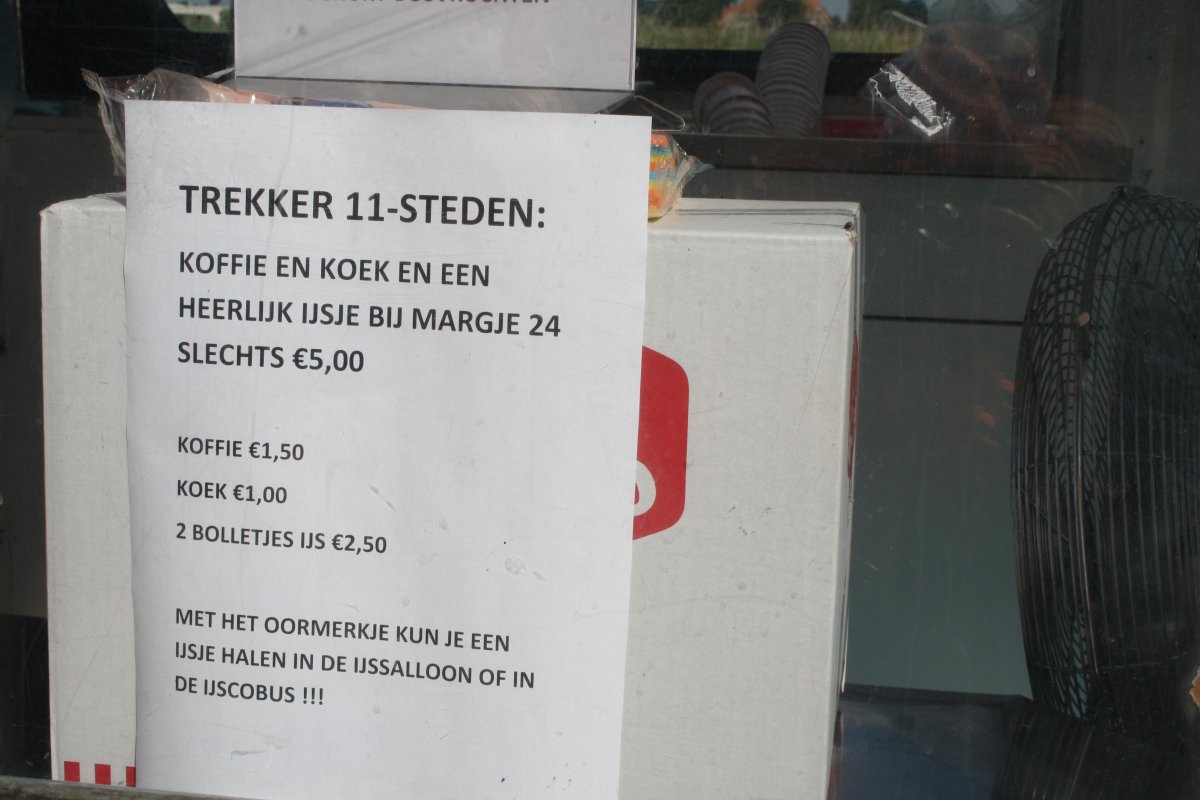 TREKKER 11-STEDEN:
KOFFIE EN KOEK EN EEN
HEERLIJK IJSJE BIJ MARGJE 24
SLECHTS €5,00
KOFFIE €1,50
KOEK €1,00
2 BOLLETJES IJS €2,50
MET HET OORMERKJE KUN JE EEN
IJSJE HALEN IN DE IJSSALLOON OF IN
DE IJSCOBUS !!!